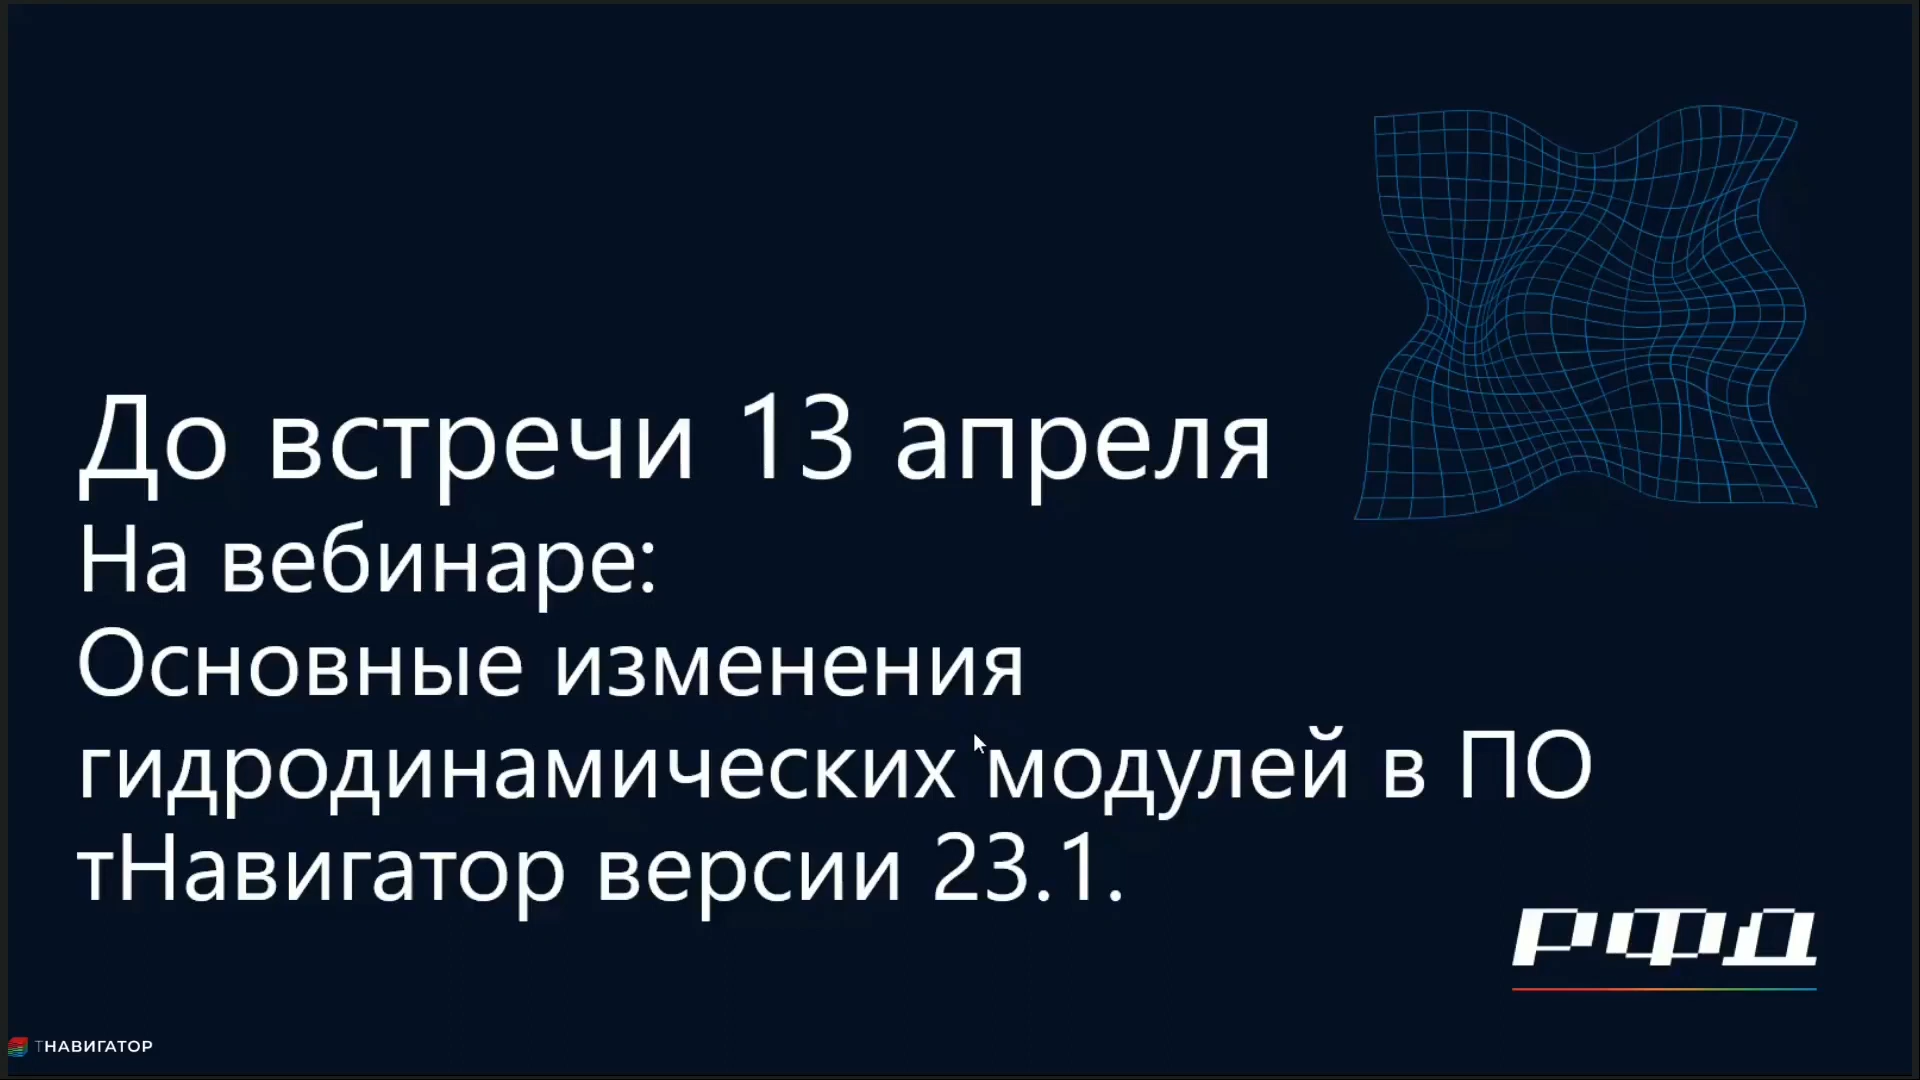 До встречи 13 апреля
На вебинаре:
Основные изменения
гидродинамических модулей в ПО
тНавигатор версии 23.1.
РФД
ТНАВИГАТОР